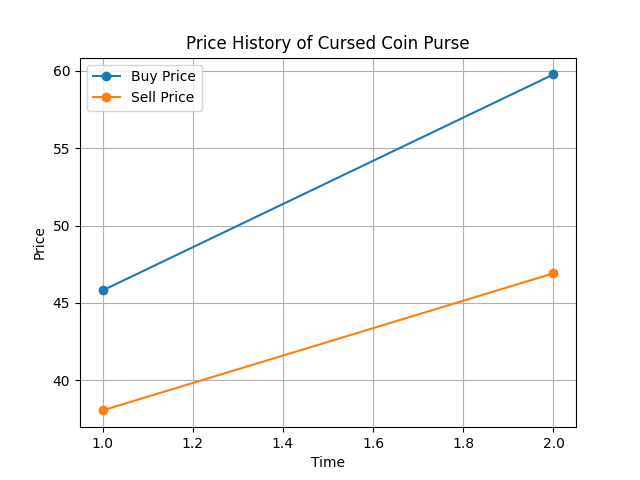 Price History of Cursed Coin Purse
Buy Price
Sell Price
Price
60
55
50
45
40
1.0 1.2 1.4 1.6 1.8 2.0
Time